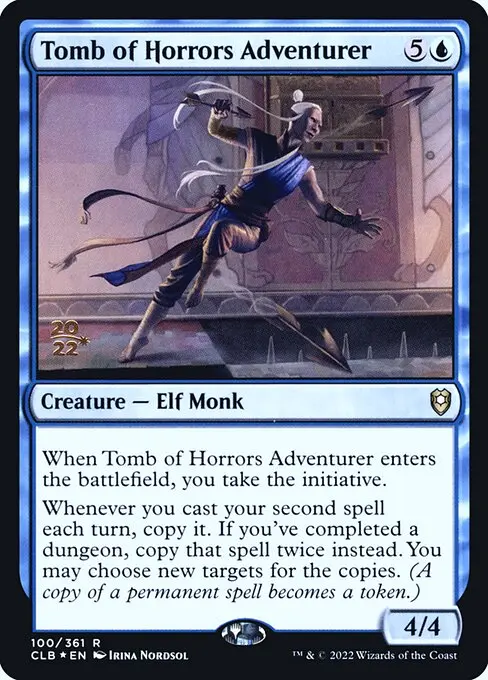 Tomb of Horrors Adventurer 5
20
22
Creature — Elf Monk
When Tomb of Horrors Adventurer enters
the battlefield, you take the initiative.
Whenever you cast your second spell
each turn, copy it. If you've completed a
dungeon, copy that spell twice instead. You
may choose new targets for the copies. (A
copy of a permanent spell becomes a token.)
4/4
100/361 R
CLB ★ EN Irina Nordsol
™ & © 2022 Wizards of the Coast